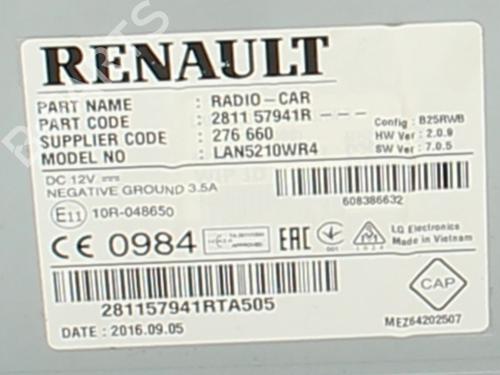 RENAULT
PART NAME : RADIO-CAR
PART CODE : 2811 57941R - - -
SUPPLIER CODE : 276 660
MODEL NO : LAN5210WR4
Config : B25RWB
HW Ver : 2.0.9
SW Ver : 7.0.5
DC 12V
NEGATIVE GROUND 3.5A
608386632
E11 10R-048650
CE 0984
APPROVED
EAC
001
LG Electronics
Made in Vietnam
281157941RTA505
CAP
DATE : 2016.09.05
MEZ64202507